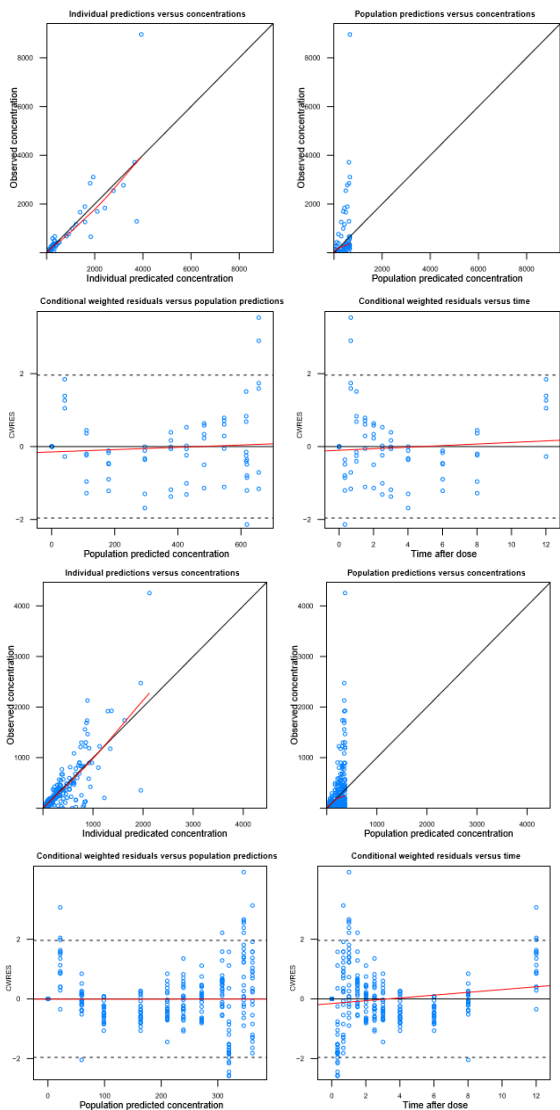 Individual predictions versus concentrations
Population predictions versus concentrations
Observed concentration
8000
6000
4000
2000
0
2000
4000
6000
8000
Individual predicated concentration
Observed concentration
8000
6000
4000
2000
0
2000
4000
6000
8000
Population predicated concentration
Conditional weighted residuals versus population predictions
Conditional weighted residuals versus time
CWRES
2
0
−2
0
200
400
600
Population predicted concentration
CWRES
2
0
−2
0
2
4
6
8
10
12
Time after dose
Individual predictions versus concentrations
Population predictions versus concentrations
Observed concentration
4000
3000
2000
1000
0
1000
2000
3000
4000
Individual predicated concentration
Observed concentration
4000
3000
2000
1000
1000
2000
3000
4000
Population predicated concentration
Conditional weighted residuals versus population predictions
Conditional weighted residuals versus time
CWRES
2
0
−2
0
100
200
300
Population predicted concentration
CWRES
2
0
−2
0
2
4
6
8
10
12
Time after dose